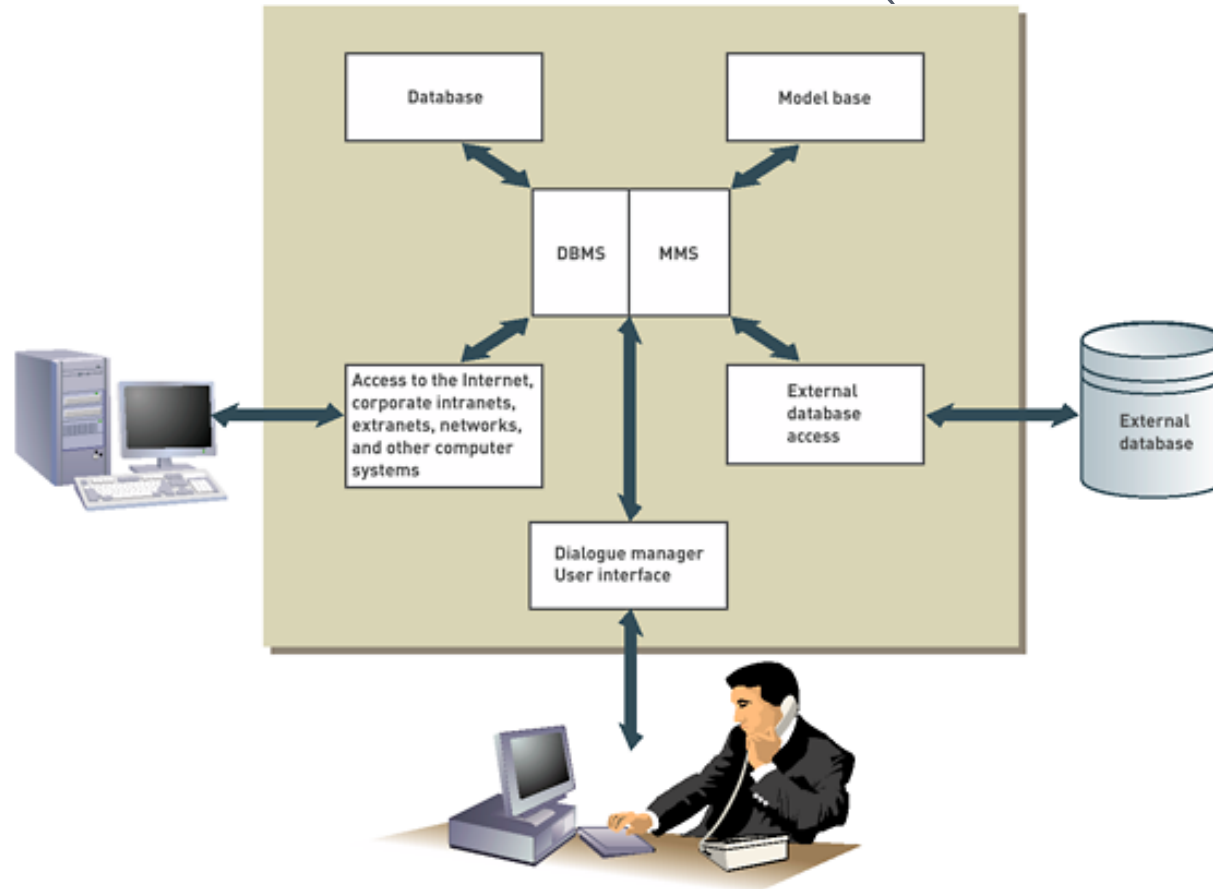 Database
Model base
DBMS
MMS
Access to the Internet,
corporate intranets,
extranets, networks,
and other computer
systems
External
database
access
External
database
Dialogue manager
User interface